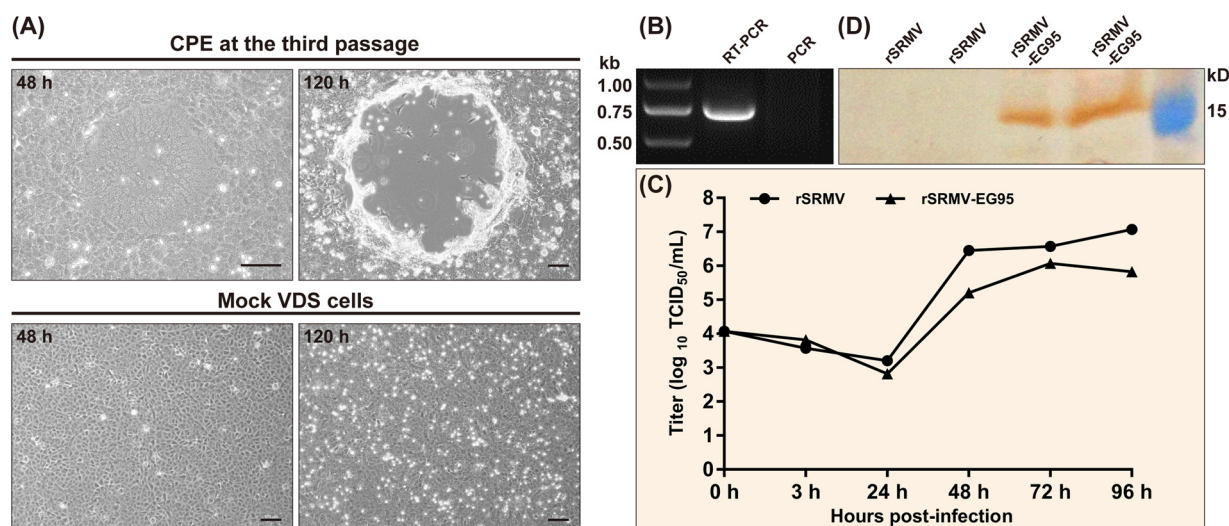 (A)
CPE at the third passage
48 h
120 h
Mock VDS cells
48 h
120 h
(B)
kb
RT-PCR
PCR
1.00
0.75
0.50
(D)
rSRMV
rSRMV
rSRMV
-EG95
rSRMV
-EG95
kD
15
(C)
rSRMV
rSRMV-EG95
Titer (log 10 TCID50/mL)
8
7
6
5
4
3
2
1
0
0 h 3 h 24 h 48 h 72 h 96 h
Hours post-infection